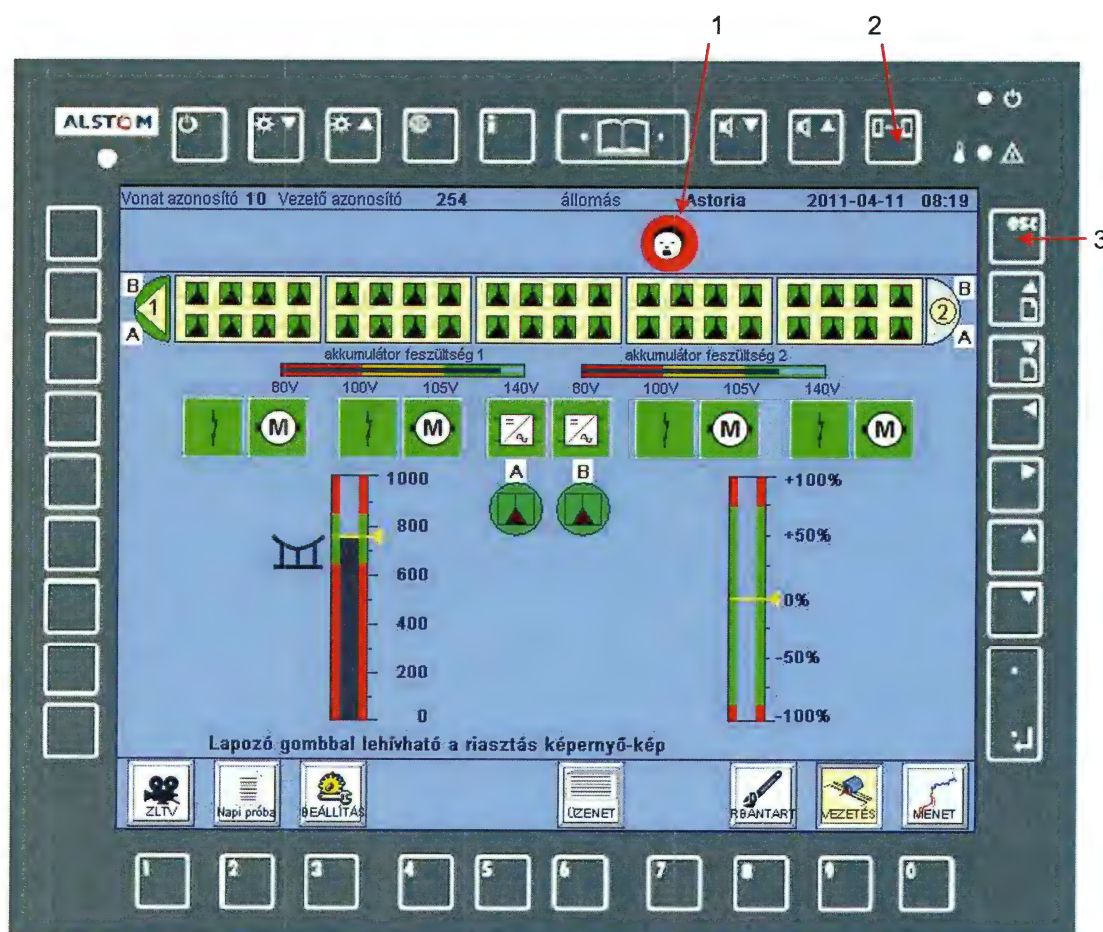 1 2
ALSTOM
Vonat azonosító 10 Vezető azonosító 254 állomás Astoria 2011-04-11 08:19
esc
3
B B
1 2
A A
akkumulátor feszültség 1 akkumulátor feszültség 2
80V 100V 105V 140V 80V 100V 105V 140V
M M M M
A B
1000 +100%
800 +50%
600
0%
400
-50%
200
0 -100%
Lapozó gombbal lehívható a riasztás képernyő-kép
ZLTV Napi próba BEÁLLÍTÁS ÜZENET RBANTART VEZETÉS MENET
1 2 3 4 5 6 7 8 9 0